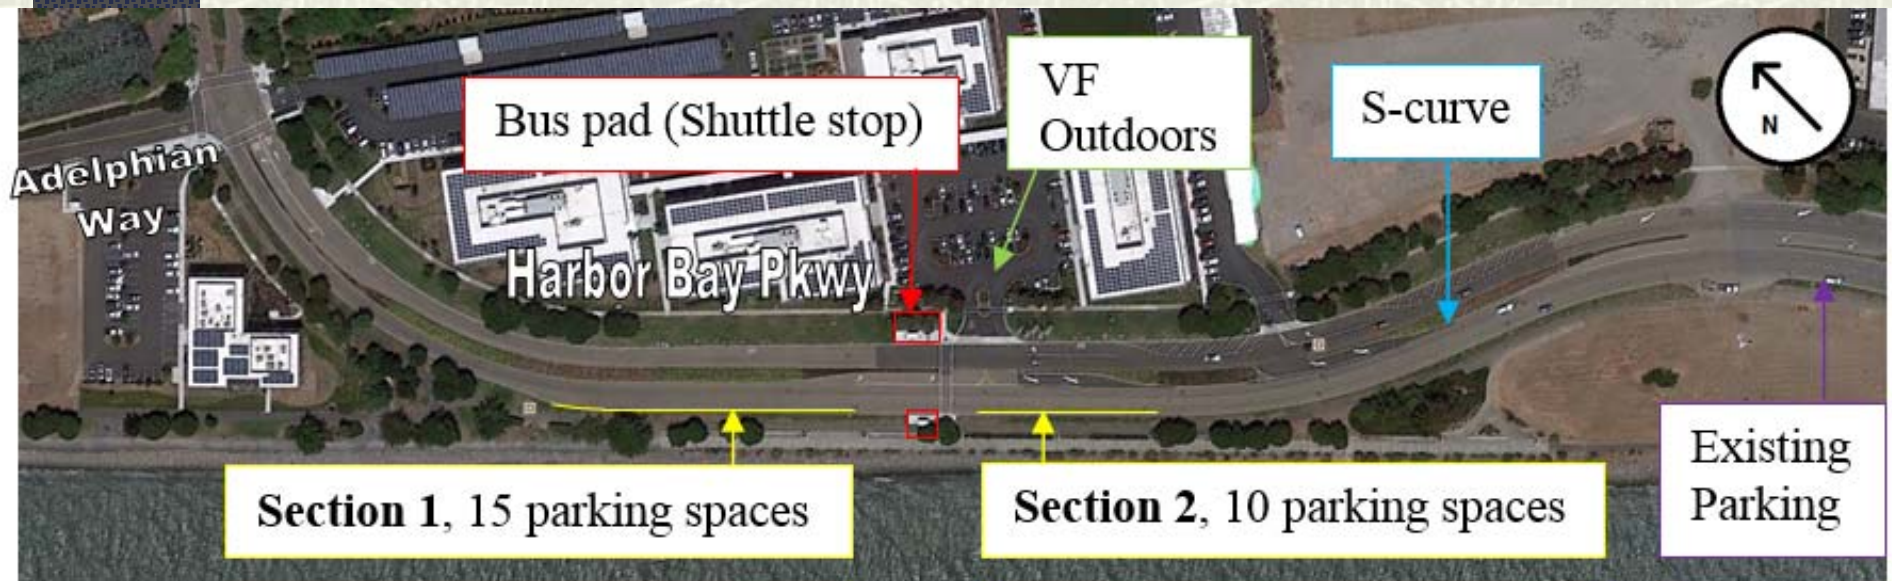 VF
Outdoors
Bus pad (Shuttle stop)
S-curve
N
Adelphian
Way
Harbor Bay Pkwy
Section 1, 15 parking spaces
Section 2, 10 parking spaces
Existing
Parking